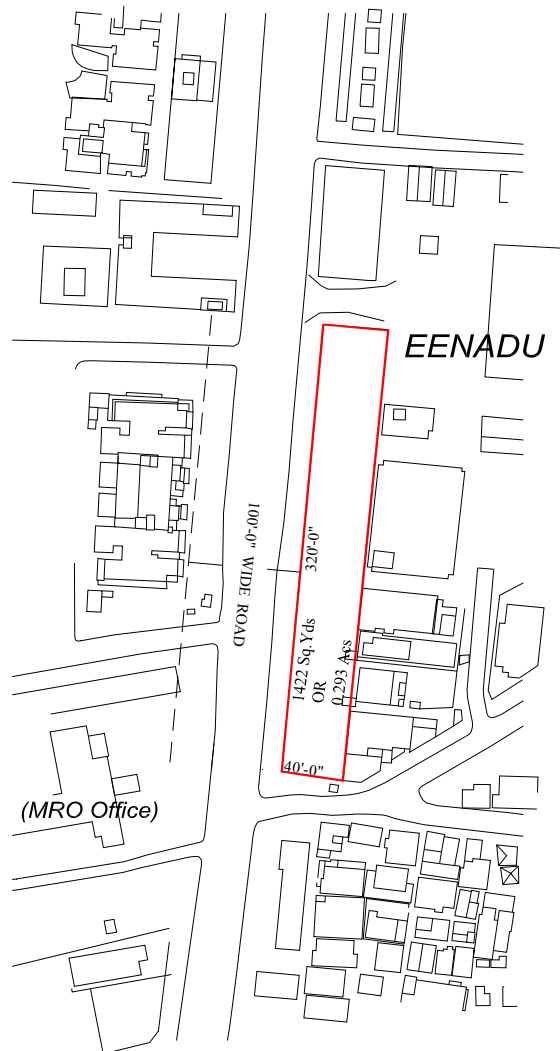 EENADU
100'-0" WIDE ROAD
320'-0"
1422 Sq.Yds
OR
0.293 Acs
40'-0"
(MRO Office)